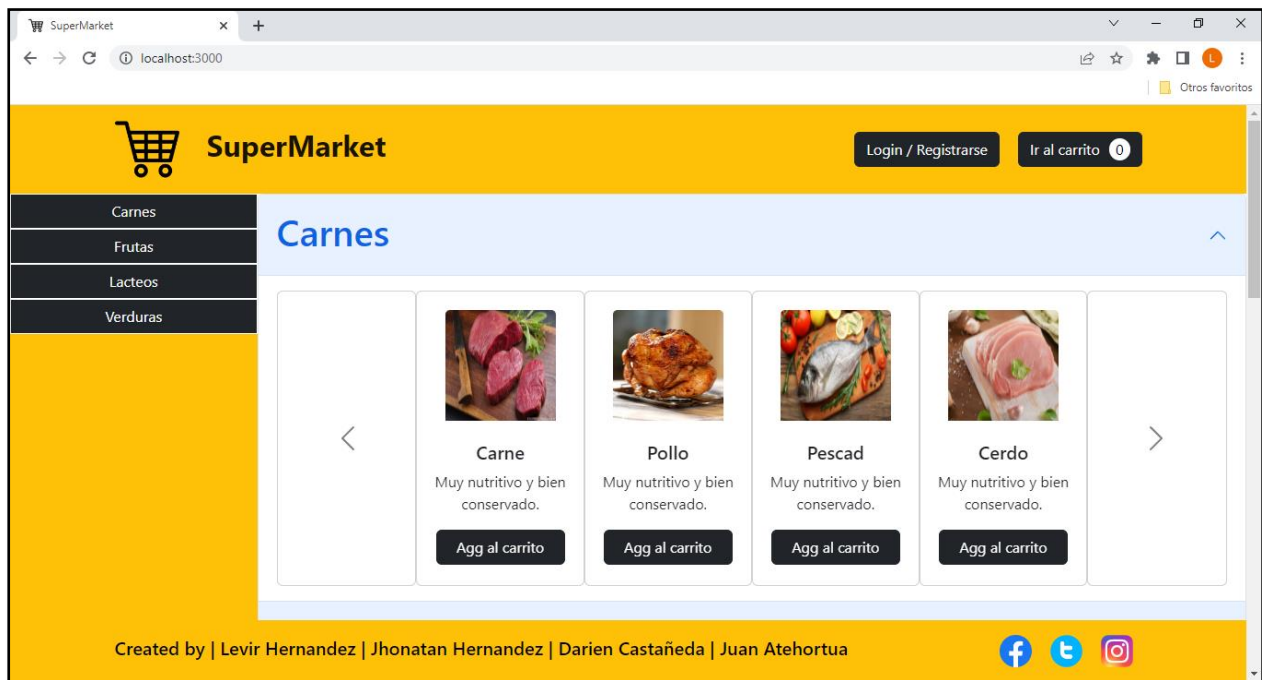 SuperMarket
localhost:3000
L
Otros favoritos
SuperMarket
Login / Registrarse
Ir al carrito 0
Carnes
Frutas
Lacteos
Verduras
Carnes
Carne
Muy nutritivo y bien
conservado.
Agg al carrito
Pollo
Muy nutritivo y bien
conservado.
Agg al carrito
Pescad
Muy nutritivo y bien
conservado.
Agg al carrito
Cerdo
Muy nutritivo y bien
conservado.
Agg al carrito
Created by | Levir Hernandez | Jhonatan Hernandez | Darien Castañeda | Juan Atehortua